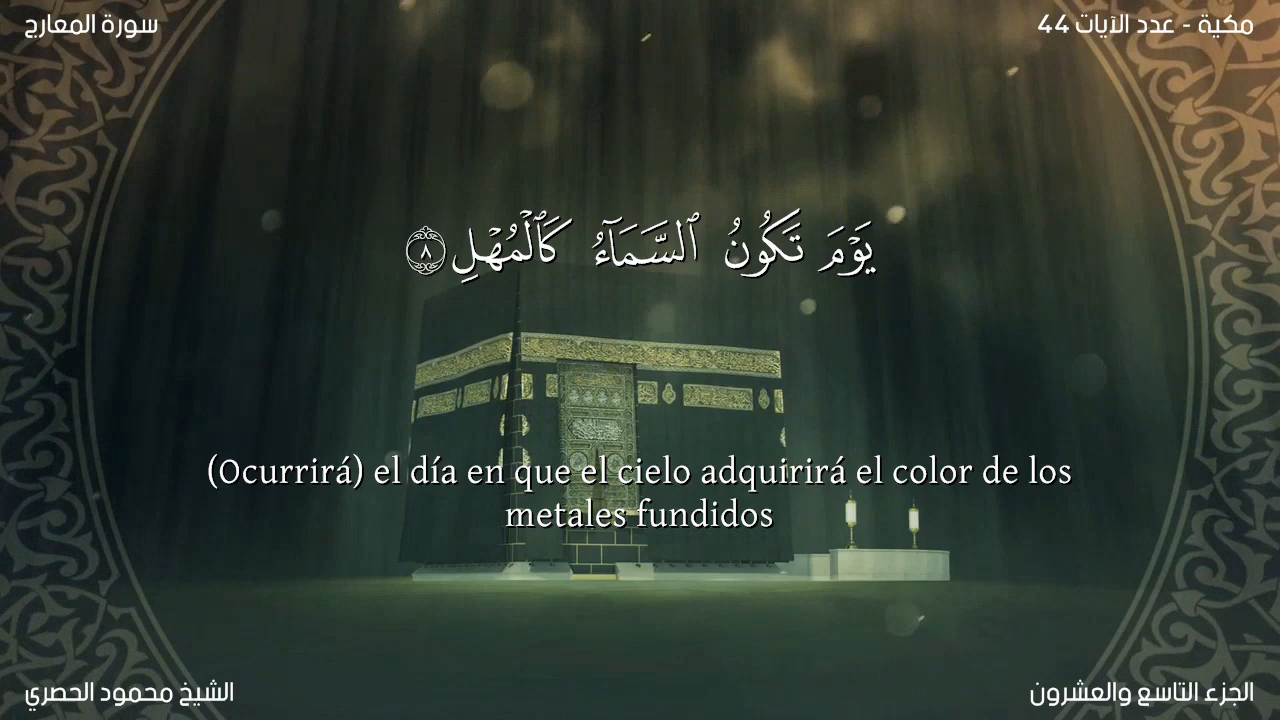 سورة المعارج
مكية - عدد الآيات 44
يَوْمَ تَكُونُ ٱلسَّمَآءُ كَٱلْمُهْلِ ٨
(Ocurrirá) el día en que el cielo adquirirá el color de los
metales fundidos
الشيخ محمود الحصري
الجزء التاسع والعشرون